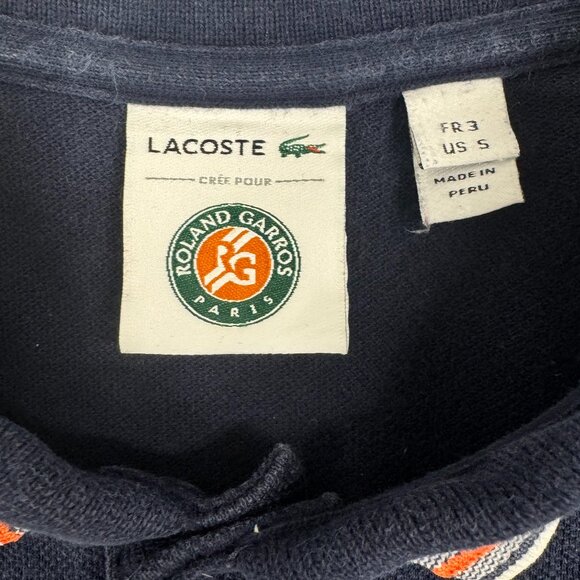 LACOSTE
CRÉE POUR
ROLAND GARROS
RG
PARIS
FR 3
US S
MADE IN
PERU